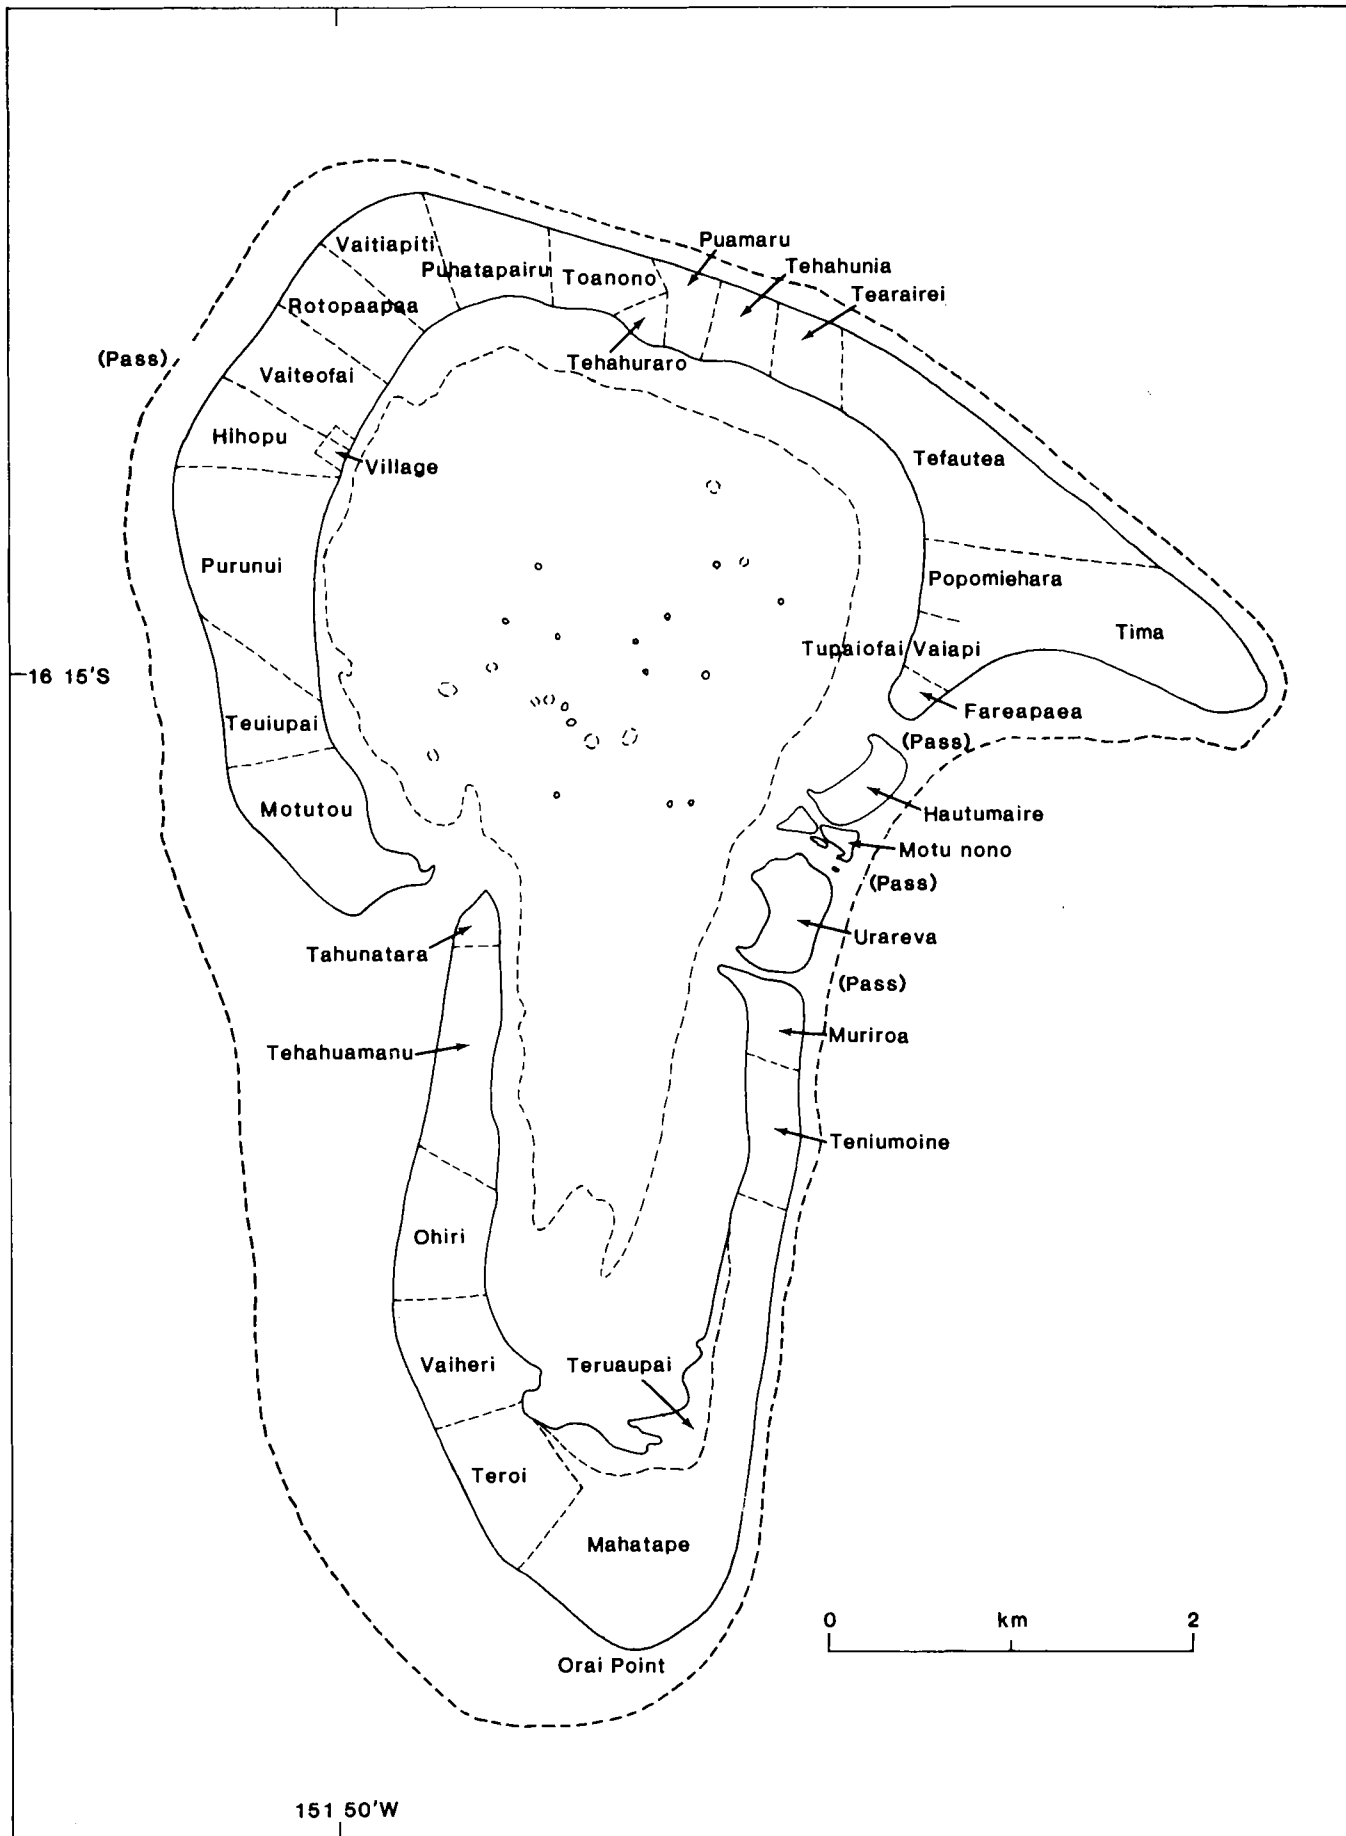 Puamaru
Vaitiapiti
Tehahunia
Puhatapairu
Toanono
Tearairei
Rotopaapaa
(Pass)
Tehahuraro
Vaiteofai
Hihopu
Village
Tefautea
Purunui
Popomiehara
Tima
Tupaiofai Vaiapi
16 15'S
Fareapaea
Teuiupai
(Pass)
Motutou
Hautumaire
Motu nono
(Pass)
Urareva
Tahunatara
(Pass)
Muriroa
Tehahuamanu
Teniumoine
Ohiri
Vaiheri
Teruaupai
Teroi
Mahatape
0 km 2
Orai Point
151 50'W